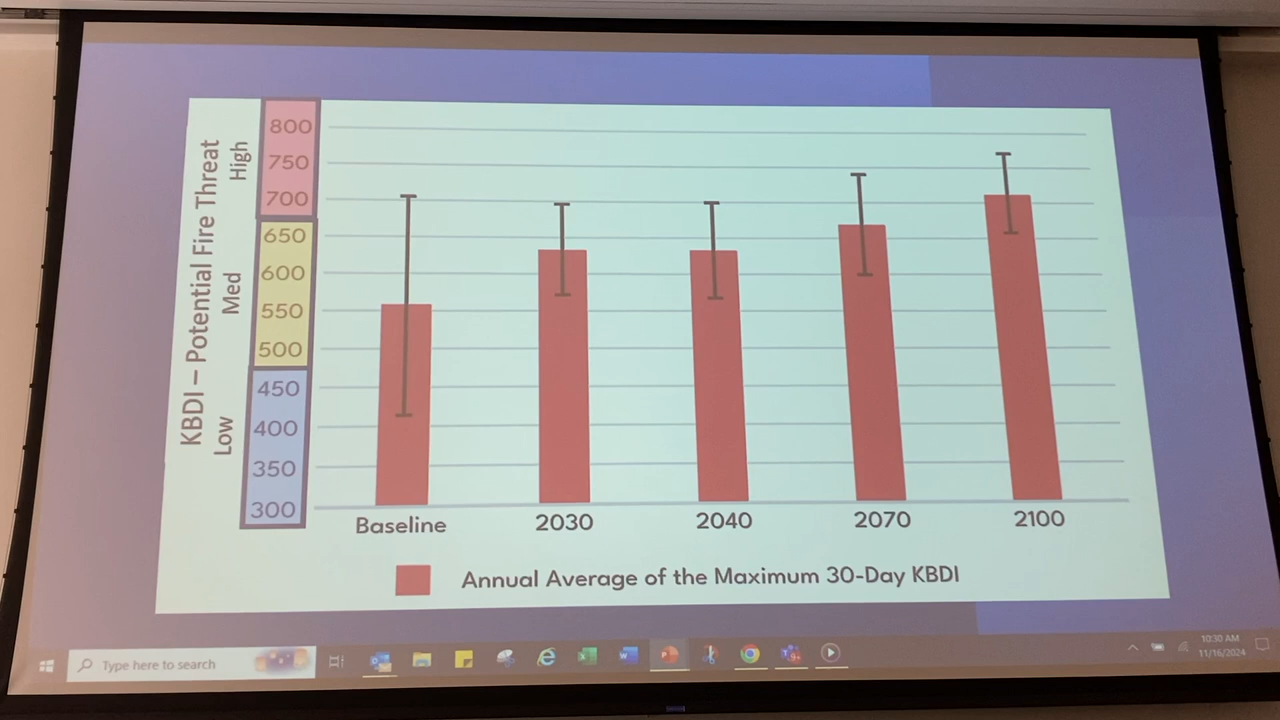 KBDI – Potential Fire Threat
High
Med
Low
800
750
700
650
600
550
500
450
400
350
300
Baseline
2030
2040
2070
2100
Annual Average of the Maximum 30-Day KBDI
Type here to search
10:30 AM
11/16/2024